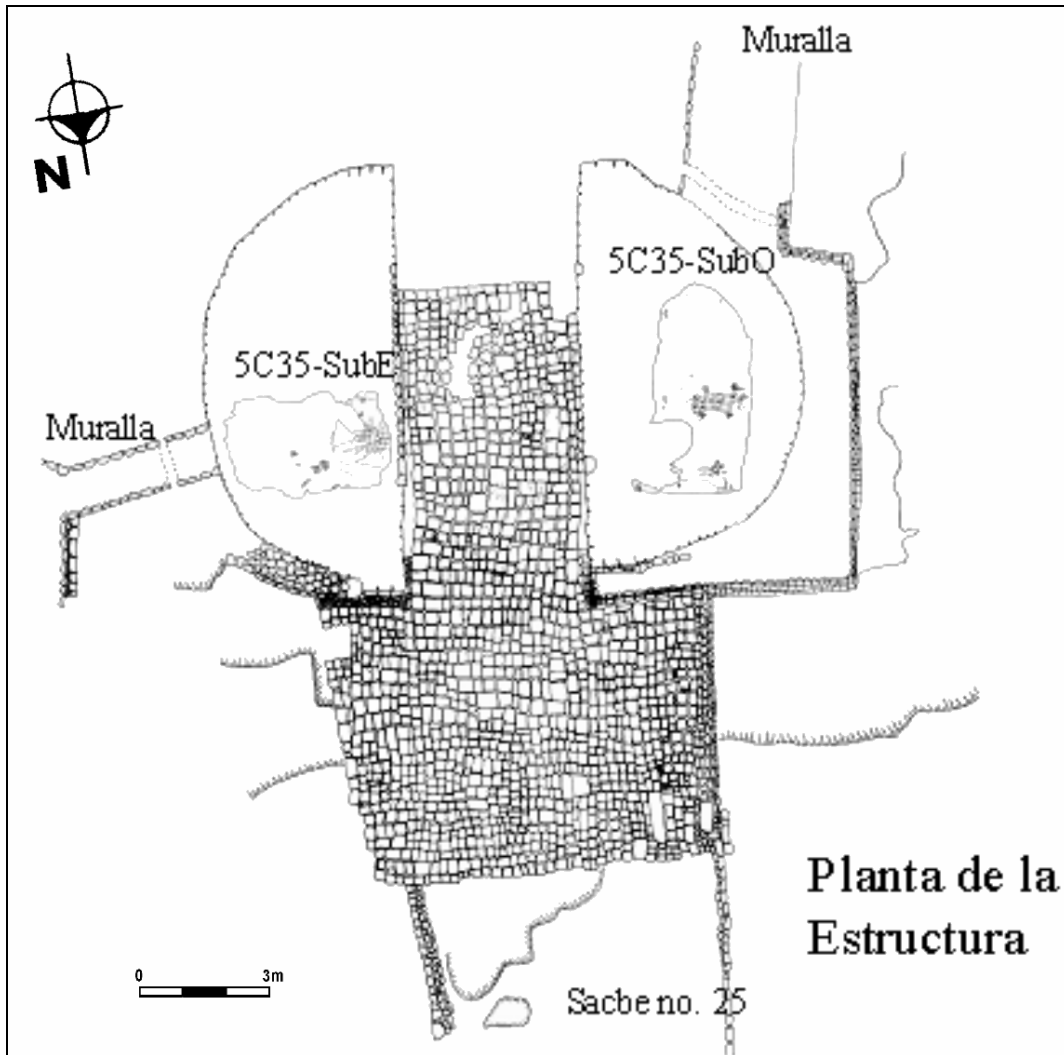 Muralla
N
5C35-SubO
5C35-SubE
Muralla
Planta de la
Estructura
0 3m
Sacbe no. 25